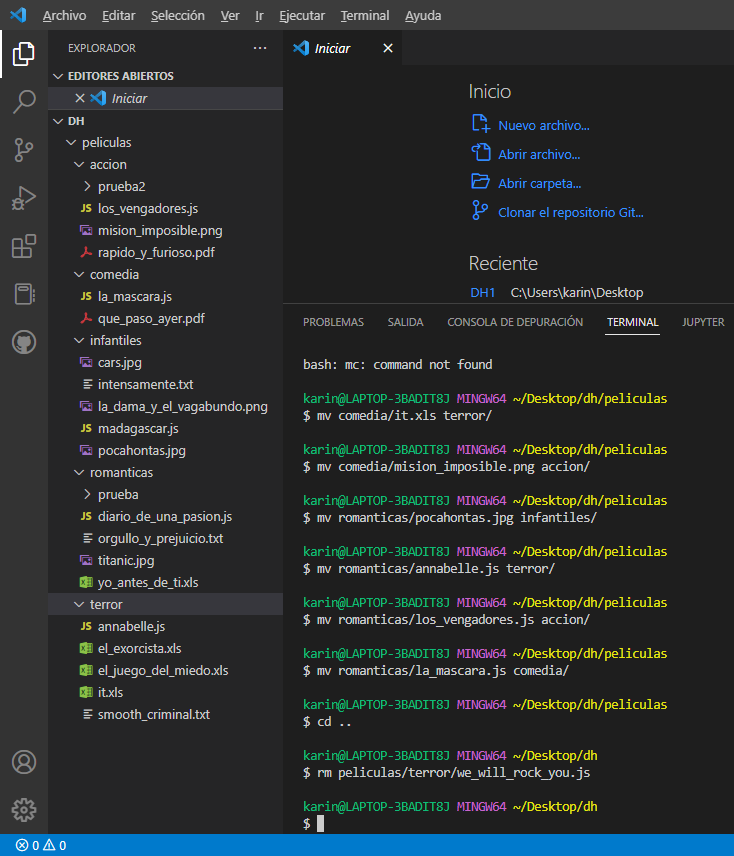 Archivo Editar Selección Ver Ir Ejecutar Terminal Ayuda
EXPLORADOR ...
EDITORES ABIERTOS
Iniciar
DH
peliculas
accion
prueba2
JS los_vengadores.js
mision_imposible.png
rapido_y_furioso.pdf
comedia
JS la_mascara.js
que_paso_ayer.pdf
infantiles
cars.jpg
intensamente.txt
la_dama_y_el_vagabundo.png
JS madagascar.js
pocahontas.jpg
romanticas
prueba
JS diario_de_una_pasion.js
orgullo_y_prejuicio.txt
titanic.jpg
yo_antes_de_ti.xls
terror
JS annabelle.js
el_exorcista.xls
el_juego_del_miedo.xls
it.xls
smooth_criminal.txt
Iniciar
Inicio
Nuevo archivo...
Abrir archivo...
Abrir carpeta...
Clonar el repositorio Git...
Reciente
DH1 C:\Users\karin\Desktop
PROBLEMAS SALIDA CONSOLA DE DEPURACIÓN TERMINAL JUPYTER
bash: mc: command not found
karin@LAPTOP-3BADIT8J MINGW64 ~/Desktop/dh/peliculas
$ mv comedia/it.xls terror/
karin@LAPTOP-3BADIT8J MINGW64 ~/Desktop/dh/peliculas
$ mv comedia/mision_imposible.png accion/
karin@LAPTOP-3BADIT8J MINGW64 ~/Desktop/dh/peliculas
$ mv romanticas/pocahontas.jpg infantiles/
karin@LAPTOP-3BADIT8J MINGW64 ~/Desktop/dh/peliculas
$ mv romanticas/annabelle.js terror/
karin@LAPTOP-3BADIT8J MINGW64 ~/Desktop/dh/peliculas
$ mv romanticas/los_vengadores.js accion/
karin@LAPTOP-3BADIT8J MINGW64 ~/Desktop/dh/peliculas
$ mv romanticas/la_mascara.js comedia/
karin@LAPTOP-3BADIT8J MINGW64 ~/Desktop/dh/peliculas
$ cd ..
karin@LAPTOP-3BADIT8J MINGW64 ~/Desktop/dh
$ rm peliculas/terror/we_will_rock_you.js
karin@LAPTOP-3BADIT8J MINGW64 ~/Desktop/dh
$
0 0